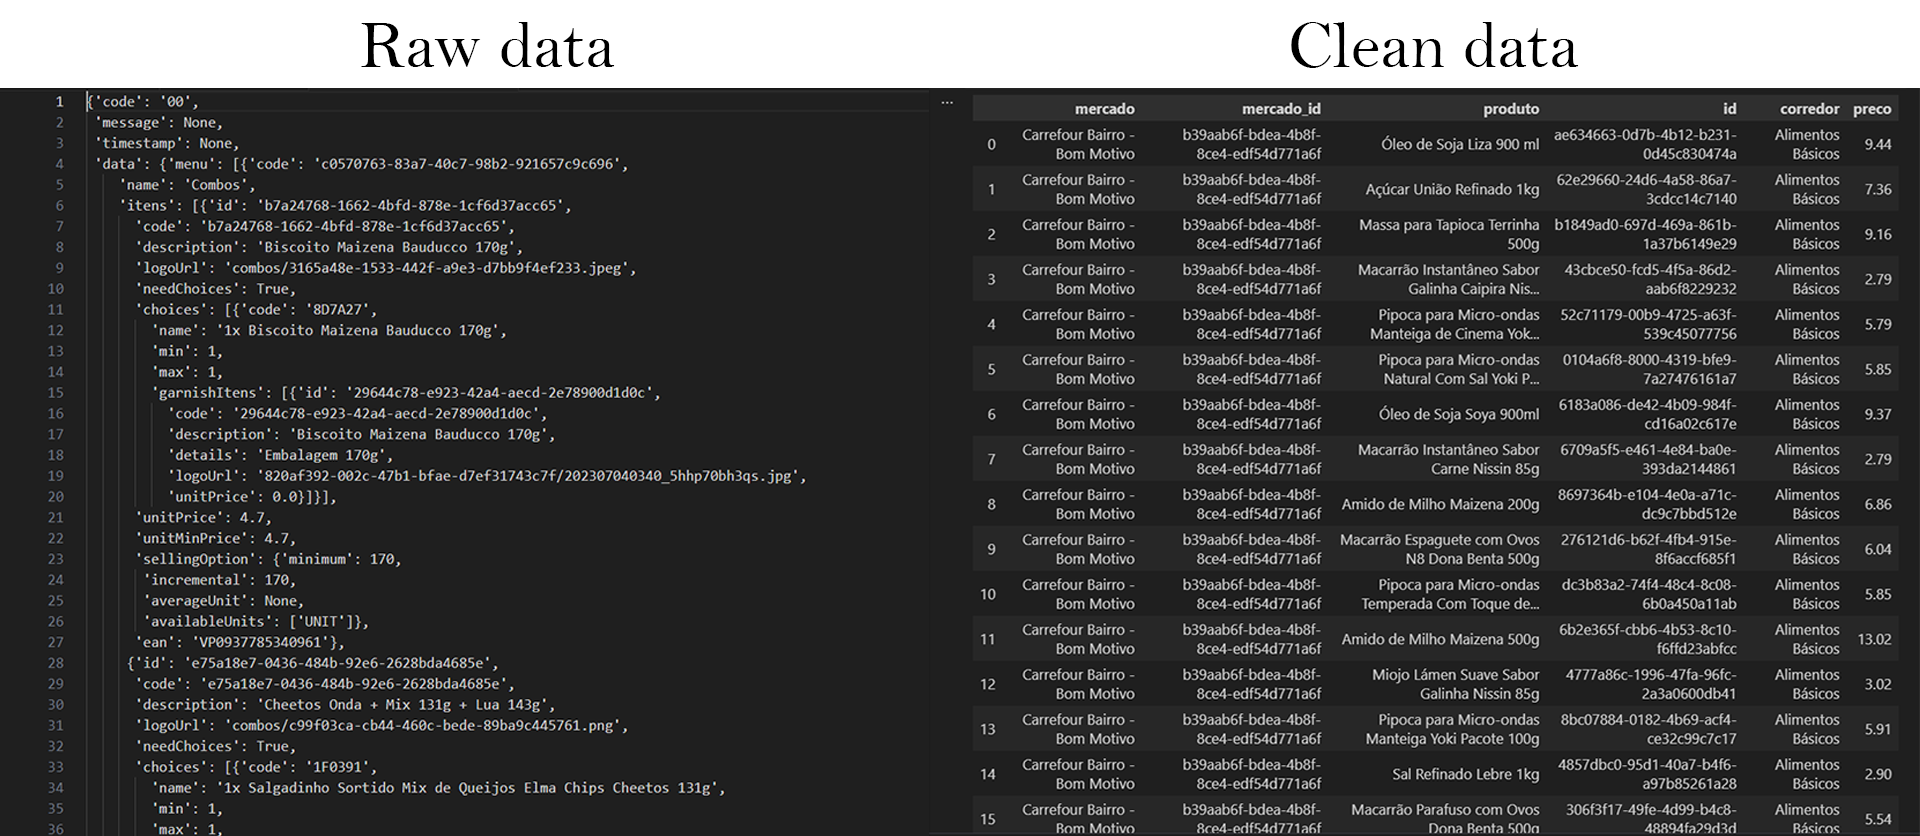 Raw data
Clean data
1 {'code': '00',
2 'message': None,
3 'timestamp': None,
4 'data': {'menu': [{'code': 'c0570763-83a7-40c7-98b2-921657c9c696',
5 'name': 'Combos',
6 'itens': [{'id': 'b7a24768-1662-4bfd-878e-1cf6d37acc65',
7 'code': 'b7a24768-1662-4bfd-878e-1cf6d37acc65',
8 'description': 'Biscoito Maizena Bauducco 170g',
9 'logoUrl': 'combos/3165a48e-1533-442f-a9e3-d7bb9f4ef233.jpeg',
10 'needChoices': True,
11 'choices': [{'code': '8D7A27',
12 'name': '1x Biscoito Maizena Bauducco 170g',
13 'min': 1,
14 'max': 1,
15 'garnishItens': [{'id': '29644c78-e923-42a4-aecd-2e78900d1d0c',
16 'code': '29644c78-e923-42a4-aecd-2e78900d1d0c',
17 'description': 'Biscoito Maizena Bauducco 170g',
18 'details': 'Embalagem 170g',
19 'logoUrl': '820af392-002c-47b1-bfae-d7ef31743c7f/202307040340_5hhp70bh3qs.jpg',
20 'unitPrice': 0.0}]}],
21 'unitPrice': 4.7,
22 'unitMinPrice': 4.7,
23 'sellingOption': {'minimum': 170,
24 'incremental': 170,
25 'averageUnit': None,
26 'availableUnits': ['UNIT']},
27 'ean': 'VP0937785340961'},
28 {'id': 'e75a18e7-0436-484b-92e6-2628bda4685e',
29 'code': 'e75a18e7-0436-484b-92e6-2628bda4685e',
30 'description': 'Cheetos Onda + Mix 131g + Lua 143g',
31 'logoUrl': 'combos/c99f03ca-cb44-460c-bede-89ba9c445761.png',
32 'needChoices': True,
33 'choices': [{'code': '1F0391',
34 'name': '1x Salgadinho Sortido Mix de Queijos Elma Chips Cheetos 131g',
35 'min': 1,
36 'max': 1,
...
mercado mercado_id produto id corredor preco
Carrefour Bairro - b39aab6f-bdea-4b8f- ae634663-0d7b-4b12-b231- Alimentos
0 Óleo de Soja Liza 900 ml 9.44
Bom Motivo 8ce4-edf54d771a6f 0d45c830474a Básicos
Carrefour Bairro - b39aab6f-bdea-4b8f- 62e29660-24d6-4a58-86a7- Alimentos
1 Açúcar União Refinado 1kg 7.36
Bom Motivo 8ce4-edf54d771a6f 3cdcc14c7140 Básicos
Carrefour Bairro - b39aab6f-bdea-4b8f- Massa para Tapioca Terrinha b1849ad0-697d-469a-861b- Alimentos
2 9.16
Bom Motivo 8ce4-edf54d771a6f 500g 1a37b6149e29 Básicos
Carrefour Bairro - b39aab6f-bdea-4b8f- Macarrão Instantâneo Sabor 43cbce50-fcd5-4f5a-86d2- Alimentos
3 2.79
Bom Motivo 8ce4-edf54d771a6f Galinha Caipira Nis... aab6f8229232 Básicos
Carrefour Bairro - b39aab6f-bdea-4b8f- Pipoca para Micro-ondas 52c71179-00b9-4725-a63f- Alimentos
4 5.79
Bom Motivo 8ce4-edf54d771a6f Manteiga de Cinema Yok... 539c45077756 Básicos
Carrefour Bairro - b39aab6f-bdea-4b8f- Pipoca para Micro-ondas 0104a6f8-8000-4319-bfe9- Alimentos
5 5.85
Bom Motivo 8ce4-edf54d771a6f Natural Com Sal Yoki P... 7a27476161a7 Básicos
Carrefour Bairro - b39aab6f-bdea-4b8f- 6183a086-de42-4b09-984f- Alimentos
6 Óleo de Soja Soya 900ml 9.37
Bom Motivo 8ce4-edf54d771a6f cd16a02c617e Básicos
Carrefour Bairro - b39aab6f-bdea-4b8f- Macarrão Instantâneo Sabor 6709a5f5-e461-4e84-ba0e- Alimentos
7 2.79
Bom Motivo 8ce4-edf54d771a6f Carne Nissin 85g 393da2144861 Básicos
Carrefour Bairro - b39aab6f-bdea-4b8f- 8697364b-e104-4e0a-a71c- Alimentos
8 Amido de Milho Maizena 200g 6.86
Bom Motivo 8ce4-edf54d771a6f dc9c7bbd512e Básicos
Carrefour Bairro - b39aab6f-bdea-4b8f- Macarrão Espaguete com Ovos 276121d6-b62f-4fb4-915e- Alimentos
9 6.04
Bom Motivo 8ce4-edf54d771a6f N8 Dona Benta 500g 8f6accf685f1 Básicos
Carrefour Bairro - b39aab6f-bdea-4b8f- Pipoca para Micro-ondas dc3b83a2-74f4-48c4-8c08- Alimentos
10 5.85
Bom Motivo 8ce4-edf54d771a6f Temperada Com Toque de... 6b0a450a11ab Básicos
Carrefour Bairro - b39aab6f-bdea-4b8f- 6b2e365f-cbb6-4b53-8c10- Alimentos
11 Amido de Milho Maizena 500g 13.02
Bom Motivo 8ce4-edf54d771a6f f6ffd23abfcc Básicos
Carrefour Bairro - b39aab6f-bdea-4b8f- Miojo Lámen Suave Sabor 4777a86c-1996-47fa-96fc- Alimentos
12 3.02
Bom Motivo 8ce4-edf54d771a6f Galinha Nissin 85g 2a3a0600db41 Básicos
Carrefour Bairro - b39aab6f-bdea-4b8f- Pipoca para Micro-ondas 8bc07884-0182-4b69-acf4- Alimentos
13 5.91
Bom Motivo 8ce4-edf54d771a6f Manteiga Yoki Pacote 100g ce32c99c7c17 Básicos
Carrefour Bairro - b39aab6f-bdea-4b8f- 4857dbc0-95d1-40a7-b4f6- Alimentos
14 Sal Refinado Lebre 1kg 2.90
Bom Motivo 8ce4-edf54d771a6f a97b85261a28 Básicos
Carrefour Bairro - b39aab6f-bdea-4b8f- Macarrão Parafuso com Ovos 306f3f17-49fe-4d99-b4c8- Alimentos
15 5.54
Bom Motivo 8ce4-edf54d771a6f Dona Benta 500g 48894fa29d3d Básicos